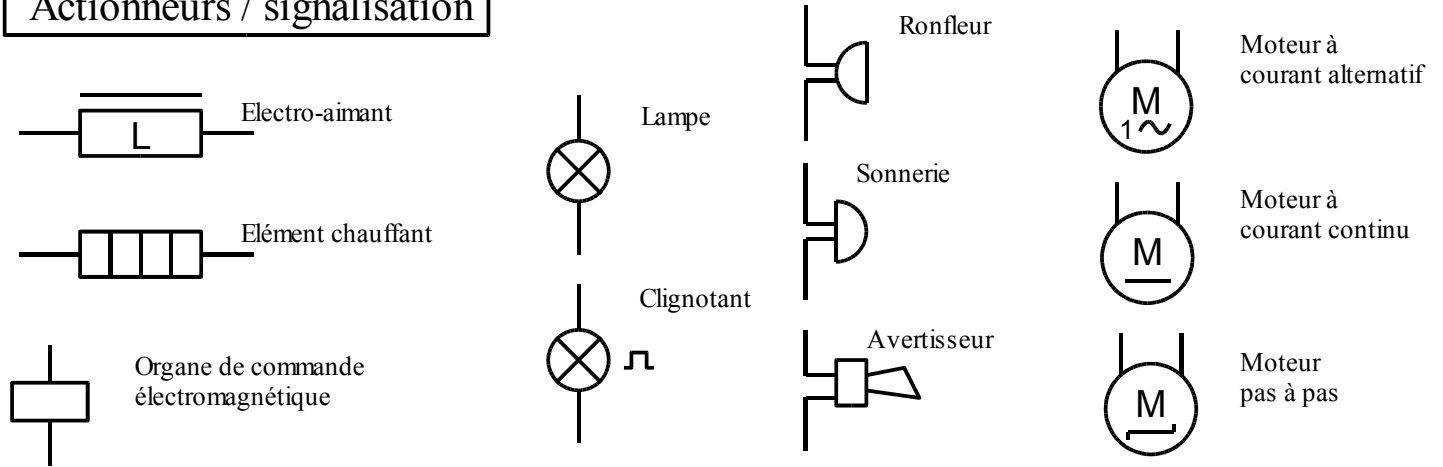 Actionneurs / signalisation
Electro-aimant
L
Elément chauffant
Organe de commande
électromagnétique
Lampe
Clignotant
Ronfleur
Sonnerie
Avertisseur
Moteur à
courant alternatif
M
1~
Moteur à
courant continu
M
Moteur
pas à pas
M